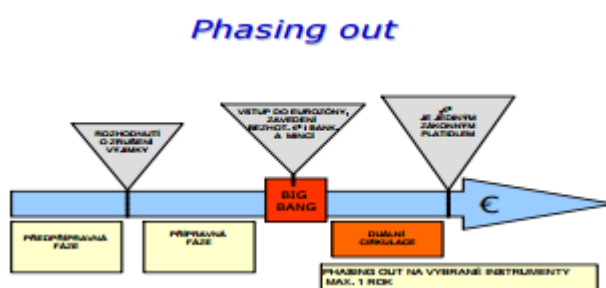 Phasing out
ROZHODNUTÍ
O ZRUŠENÍ
VÝJIMKY
VSTUP DO EUROZÓNY,
ZAVEDENÍ
BEZHOT. € I BANK.
A MINCÍ
€
JE JEDINÝM
ZÁKONNÝM
PLATIDLEM
BIG
BANG
€
PŘEDPŘÍPRAVNÁ
FÁZE
PŘÍPRAVNÁ
FÁZE
DUÁLNÍ
CIRKULACE
PHASING OUT NA VYBRANÉ INSTRUMENTY
MAX. 1 ROK